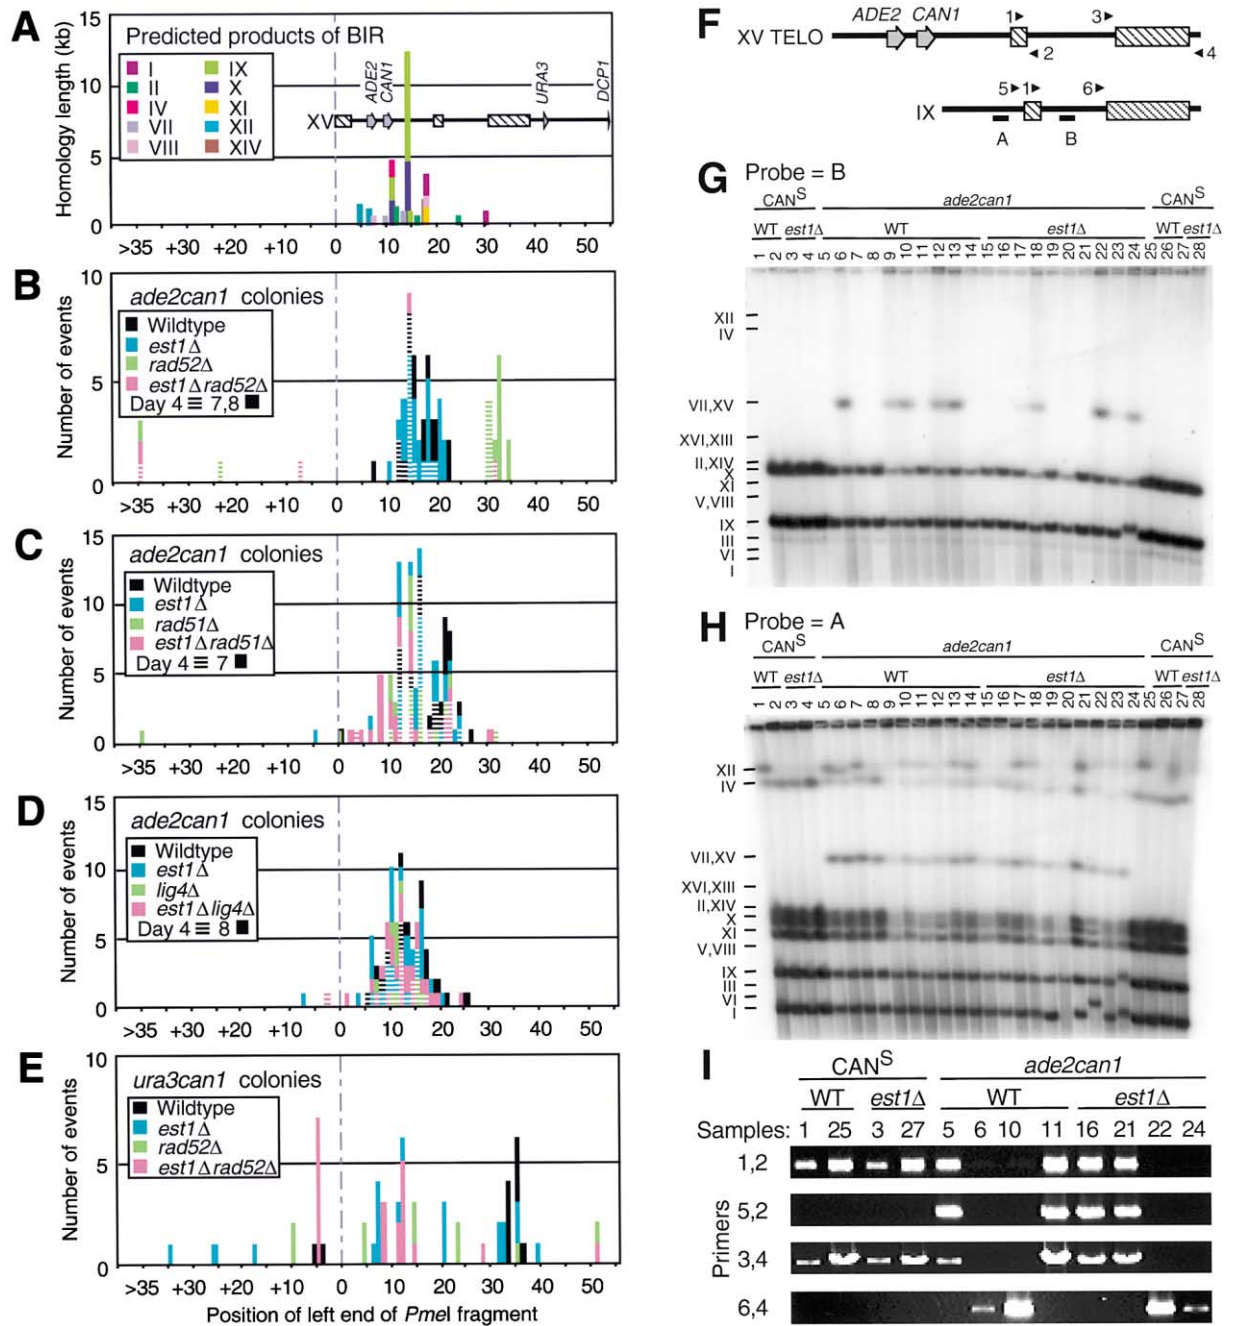 A
Homology length (kb)
15
10
5
0
Predicted products of BIR
I IX
II X
IV XI
VII XII
VIII XIV
XV
ADE2
CAN1
URA3
DCP1
>35 +30 +20 +10 0 10 20 30 40 50
B
Number of events
10
5
0
ade2can1 colonies
Wildtype
est1Δ
rad52Δ
est1Δrad52Δ
Day 4 ≡ 7,8 ■
>35 +30 +20 +10 0 10 20 30 40 50
C
Number of events
15
10
5
0
ade2can1 colonies
Wildtype
est1Δ
rad51Δ
est1Δrad51Δ
Day 4 ≡ 7 ■
>35 +30 +20 +10 0 10 20 30 40 50
D
Number of events
15
10
5
0
ade2can1 colonies
Wildtype
est1Δ
lig4Δ
est1Δlig4Δ
Day 4 ≡ 8 ■
>35 +30 +20 +10 0 10 20 30 40 50
E
Number of events
10
5
0
ura3can1 colonies
Wildtype
est1Δ
rad52Δ
est1Δrad52Δ
>35 +30 +20 +10 0 10 20 30 40 50
Position of left end of PmeI fragment
F
ADE2 CAN1 1 3
XV TELO
2 4
5 1 6
IX
A B
G Probe = B
CANS ade2can1 CANS
WT est1Δ WT est1Δ WT est1Δ
1 2 3 4 5 6 7 8 9 10 11 12 13 14 15 16 17 18 19 20 21 22 23 24 25 26 27 28
XII
IV
VII,XV
XVI,XIII
II,XIV
X
XI
V,VIII
IX
III
VI
I
H Probe = A
CANS ade2can1 CANS
WT est1Δ WT est1Δ WT est1Δ
1 2 3 4 5 6 7 8 9 10 11 12 13 14 15 16 17 18 19 20 21 22 23 24 25 26 27 28
XII
IV
VII,XV
XVI,XIII
II,XIV
X
XI
V,VIII
IX
III
VI
I
I
CANS ade2can1
WT est1Δ WT est1Δ
Samples: 1 25 3 27 5 6 10 11 16 21 22 24
Primers
1,2
5,2
3,4
6,4